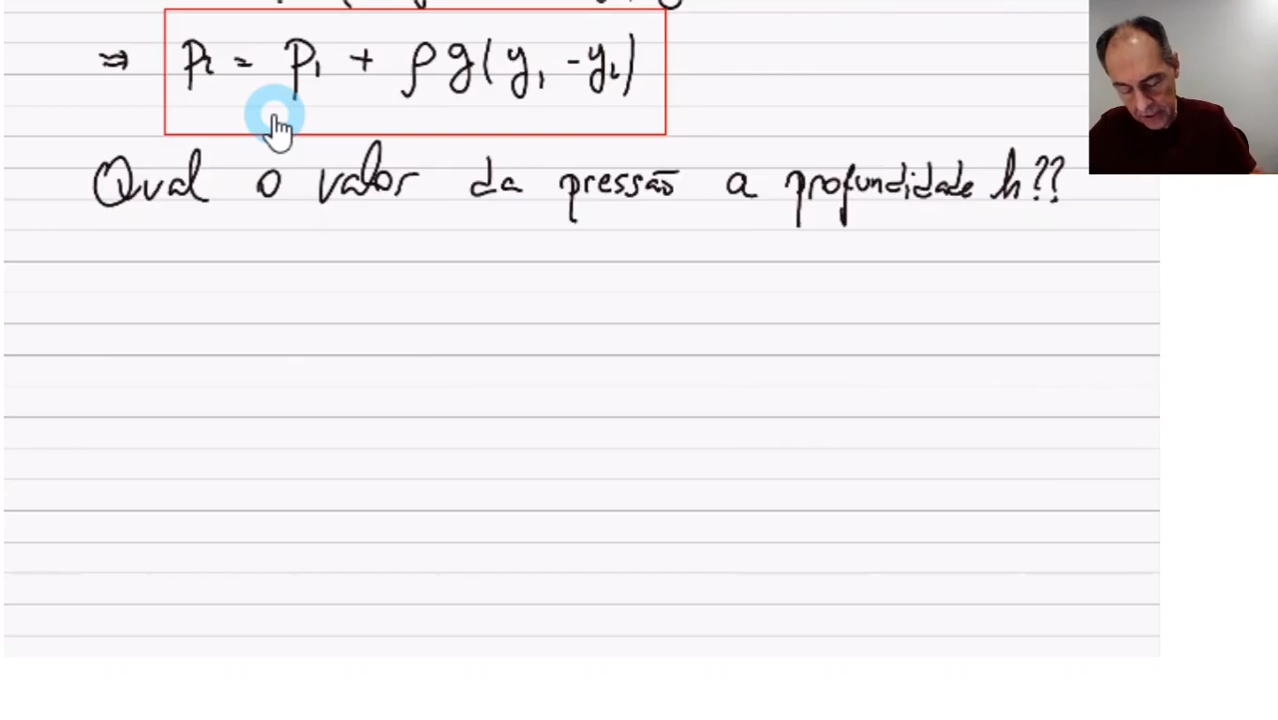 ⇒ p₂ = p₁ + ρg(y₁ - y₂)
Qual o valor da pressão a profundidade h??